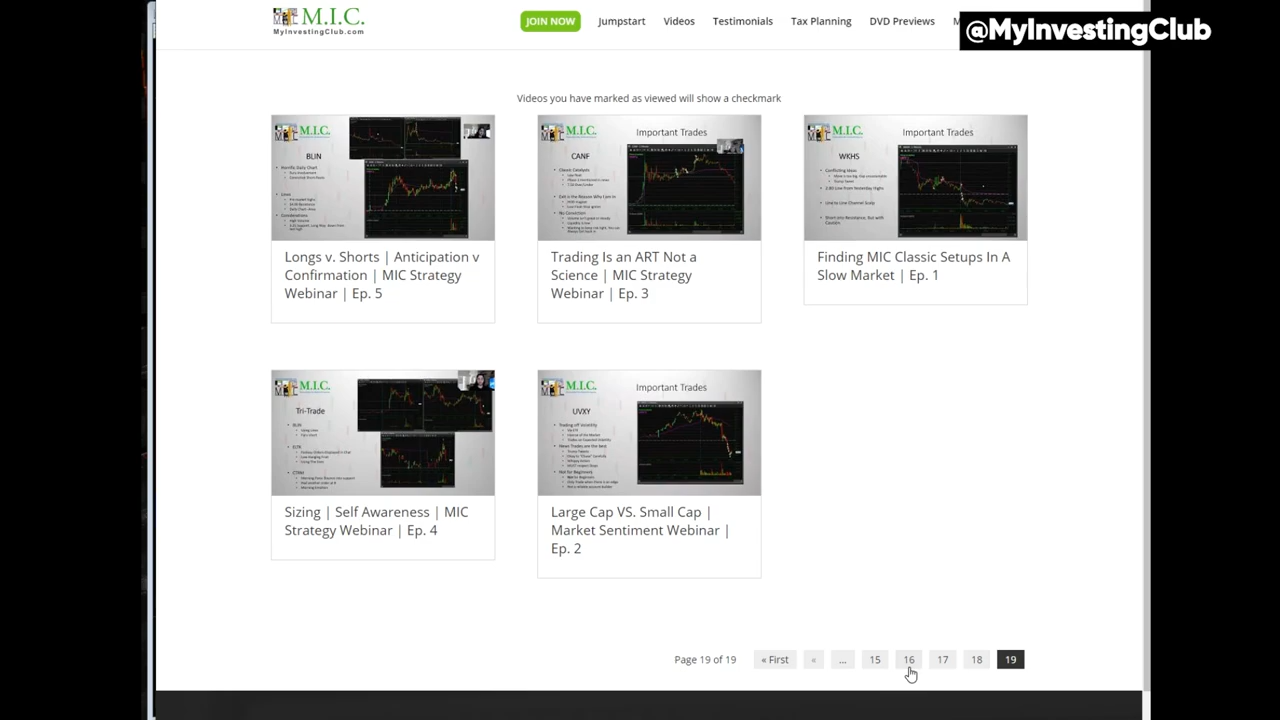 M.I.C.
MyInvestingClub.com
JOIN NOW
Jumpstart
Videos
Testimonials
Tax Planning
DVD Previews
@MyInvestingClub
Videos you have marked as viewed will show a checkmark
M.I.C.
BLIN
Longs v. Shorts | Anticipation v
Confirmation | MIC Strategy
Webinar | Ep. 5
M.I.C.
Important Trades
CANF
Trading Is an ART Not a
Science | MIC Strategy
Webinar | Ep. 3
M.I.C.
Important Trades
WKHS
Finding MIC Classic Setups In A
Slow Market | Ep. 1
M.I.C.
Tri-Trade
Sizing | Self Awareness | MIC
Strategy Webinar | Ep. 4
M.I.C.
Important Trades
UVXY
Large Cap VS. Small Cap |
Market Sentiment Webinar |
Ep. 2
Page 19 of 19
« First
«
...
15
16
17
18
19